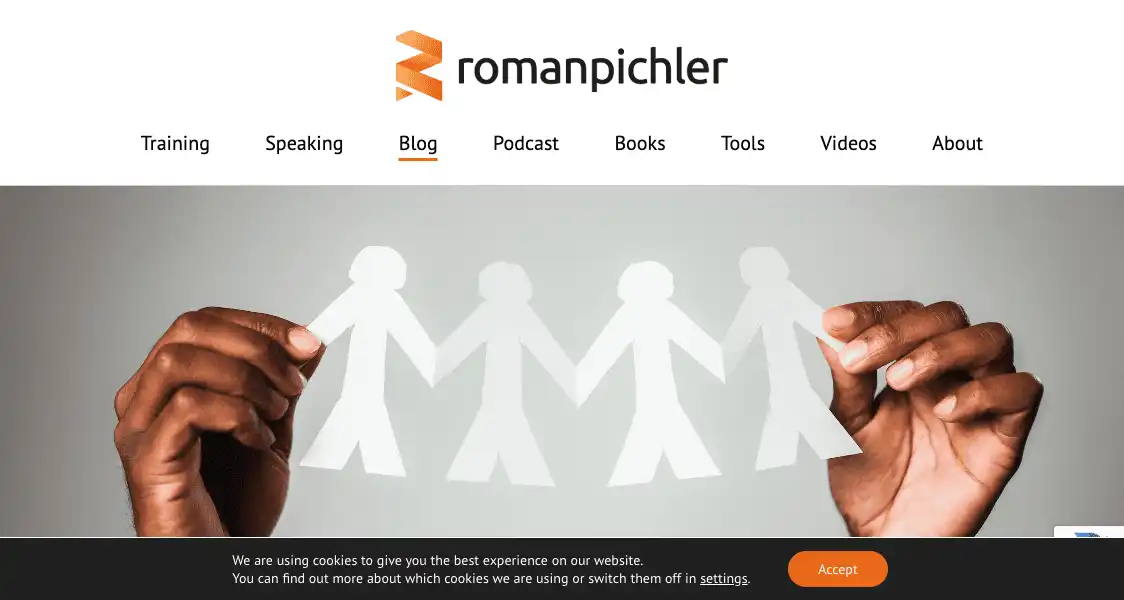 romanpichler
Training Speaking Blog Podcast Books Tools Videos About
We are using cookies to give you the best experience on our website.
You can find out more about which cookies we are using or switch them off in settings.
Accept